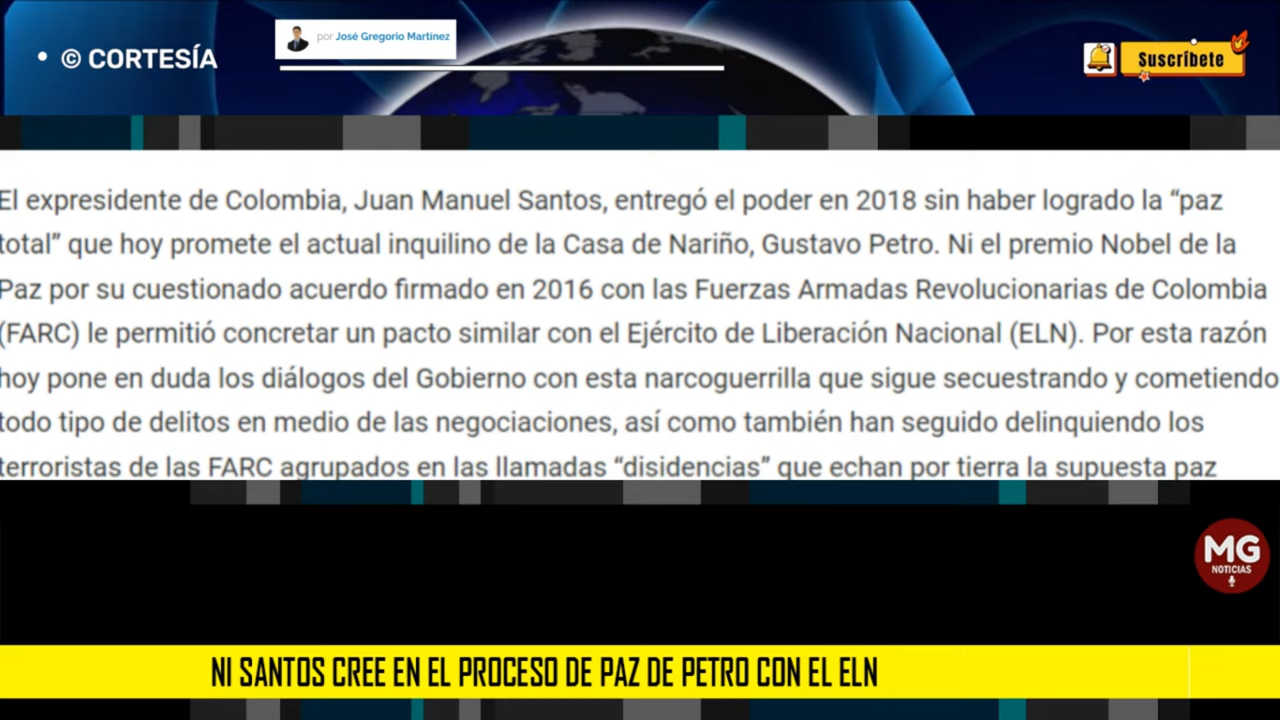 • © CORTESÍA
por José Gregorio Martínez
Suscríbete
El expresidente de Colombia, Juan Manuel Santos, entregó el poder en 2018 sin haber logrado la “paz
total” que hoy promete el actual inquilino de la Casa de Nariño, Gustavo Petro. Ni el premio Nobel de la
Paz por su cuestionado acuerdo firmado en 2016 con las Fuerzas Armadas Revolucionarias de Colombia
(FARC) le permitió concretar un pacto similar con el Ejército de Liberación Nacional (ELN). Por esta razón
hoy pone en duda los diálogos del Gobierno con esta narcoguerrilla que sigue secuestrando y cometiendo
todo tipo de delitos en medio de las negociaciones, así como también han seguido delinquiendo los
terroristas de las FARC agrupados en las llamadas “disidencias” que echan por tierra la supuesta paz
MG
NOTICIAS
NI SANTOS CREE EN EL PROCESO DE PAZ DE PETRO CON EL ELN